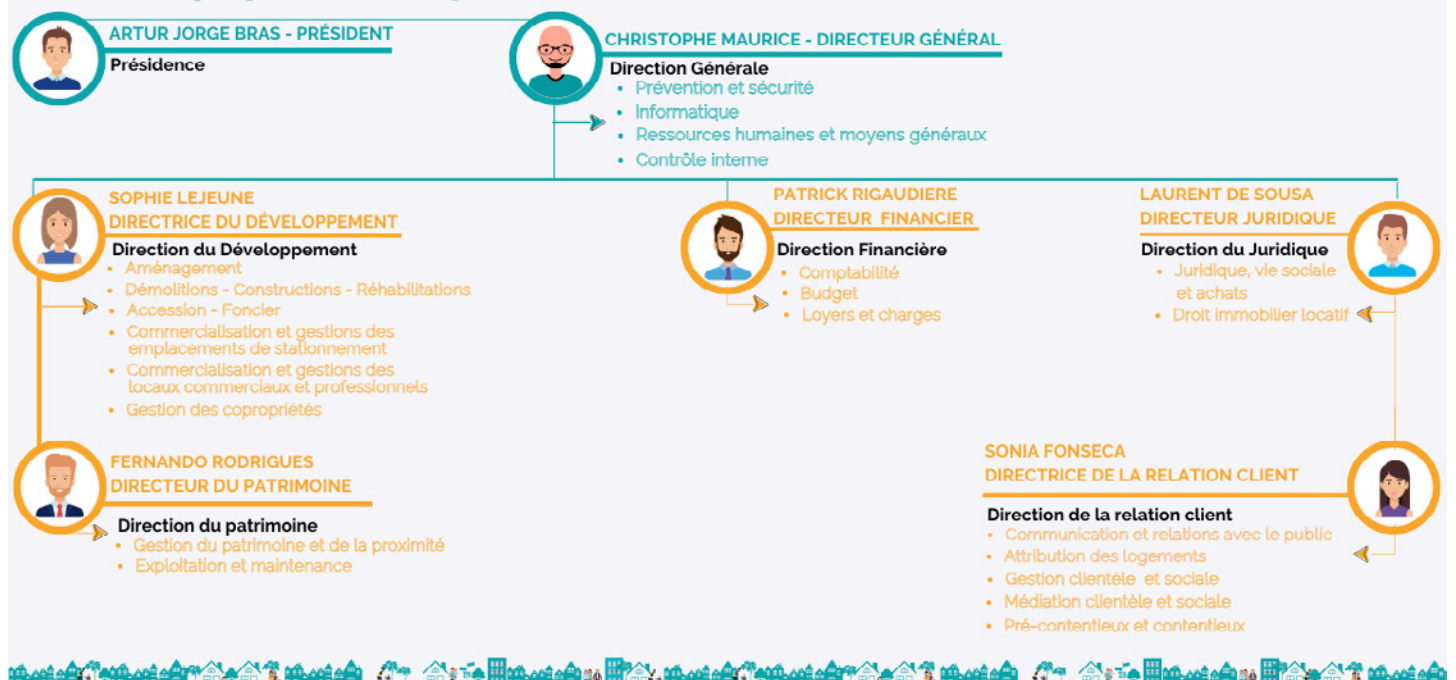 ARTUR JORGE BRAS - PRÉSIDENT
Présidence
CHRISTOPHE MAURICE - DIRECTEUR GÉNÉRAL
Direction Générale
• Prévention et sécurité
• Informatique
• Ressources humaines et moyens généraux
• Contrôle interne
SOPHIE LEJEUNE
DIRECTRICE DU DÉVELOPPEMENT
Direction du Développement
• Aménagement
• Démolitions - Constructions - Réhabilitations
• Accession - Foncier
• Commercialisation et gestions des
emplacements de stationnement
• Commercialisation et gestions des
locaux commerciaux et professionnels
• Gestion des copropriétés
PATRICK RIGAUDIERE
DIRECTEUR FINANCIER
Direction Financière
• Comptabilité
• Budget
• Loyers et charges
LAURENT DE SOUSA
DIRECTEUR JURIDIQUE
Direction du Juridique
• Juridique, vie sociale
et achats
• Droit immobilier locatif
FERNANDO RODRIGUES
DIRECTEUR DU PATRIMOINE
Direction du patrimoine
• Gestion du patrimoine et de la proximité
• Exploitation et maintenance
SONIA FONSECA
DIRECTRICE DE LA RELATION CLIENT
Direction de la relation client
• Communication et relations avec le public
• Attribution des logements
• Gestion clientèle et sociale
• Médiation clientèle et sociale
• Pré-contentieux et contentieux